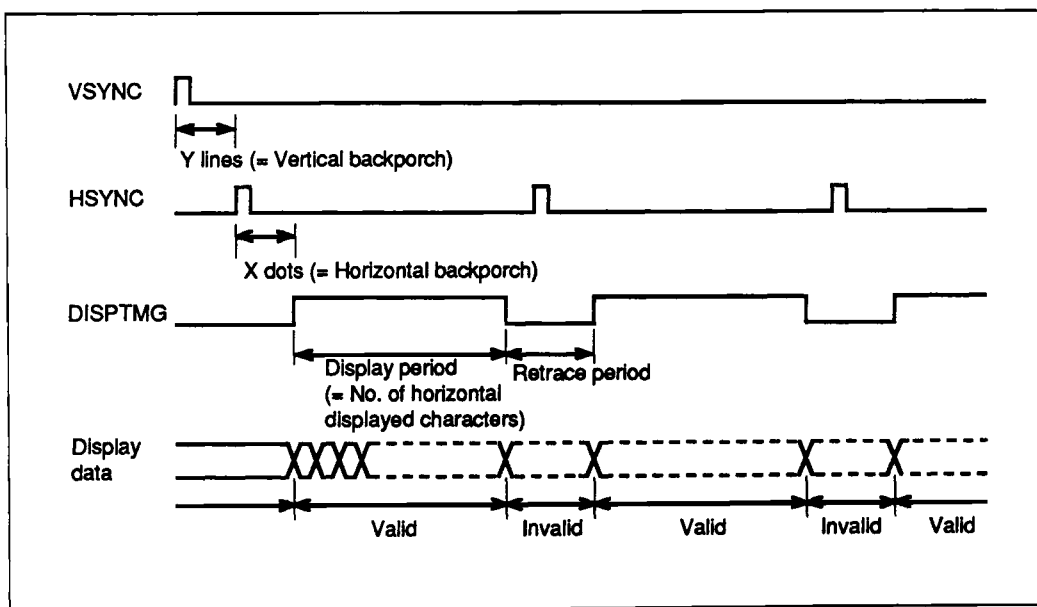 VSYNC
Y lines (= Vertical backporch)
HSYNC
X dots (= Horizontal backporch)
DISPTMG
Display period
(= No. of horizontal
displayed characters)
Retrace period
Display
data
Valid
Invalid
Valid
Invalid
Valid